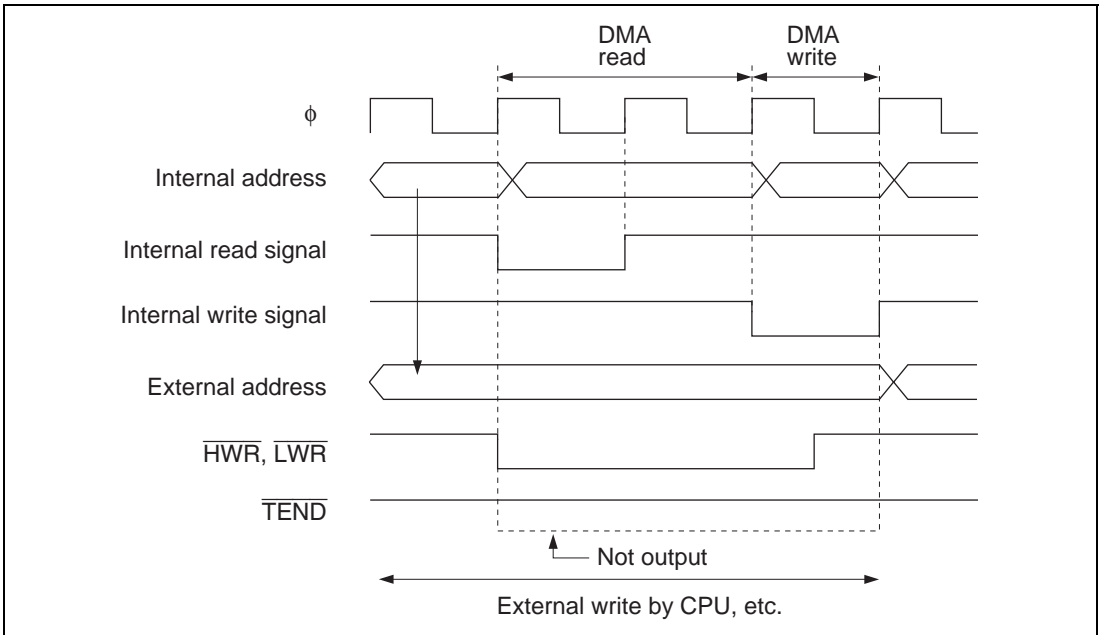 DMA
read
DMA
write
ϕ
Internal address
Internal read signal
Internal write signal
External address
HWR, LWR
TEND
Not output
External write by CPU, etc.